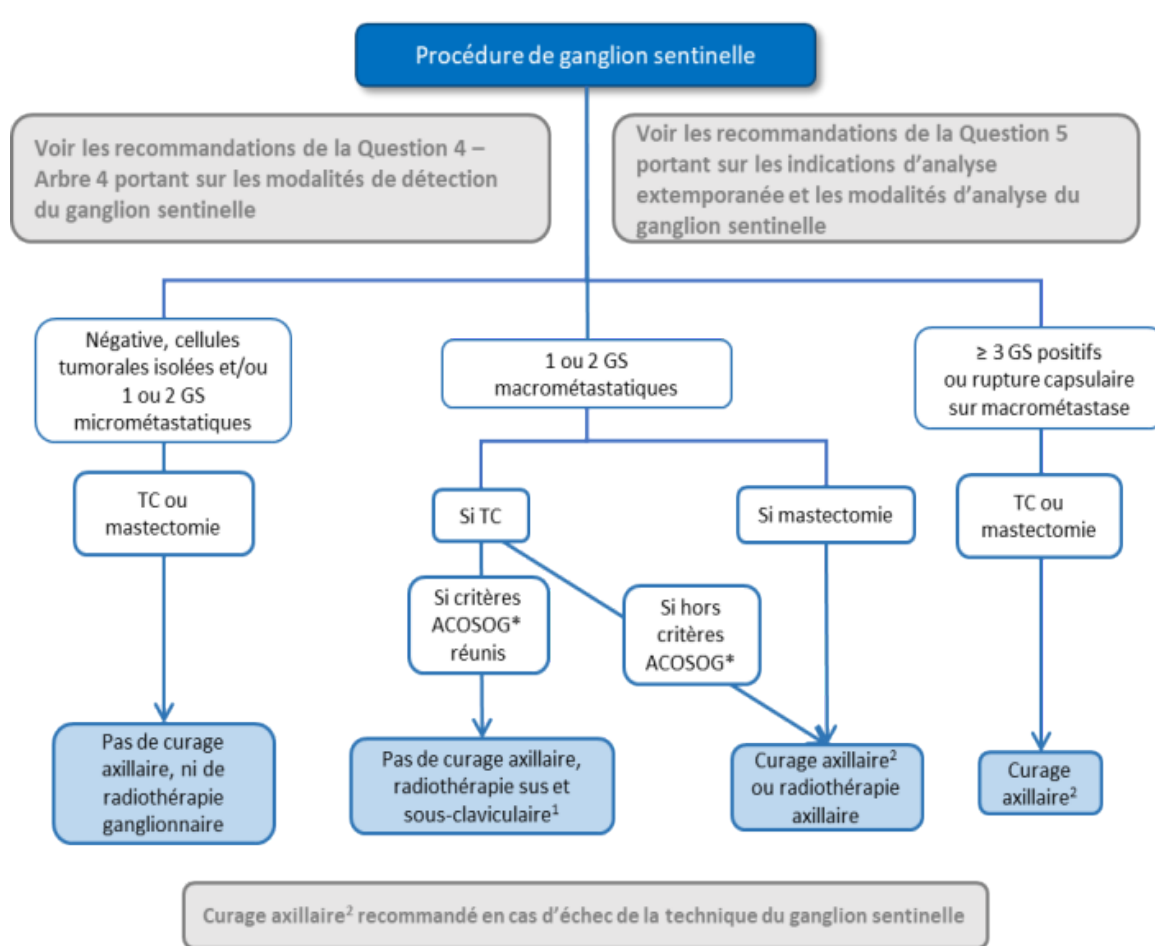 Procédure de ganglion sentinelle
Voir les recommandations de la Question 4 –
Arbre 4 portant sur les modalités de détection
du ganglion sentinelle
Voir les recommandations de la Question 5
portant sur les indications d'analyse
extemporanée et les modalités d'analyse du
ganglion sentinelle
Négative, cellules
tumorales isolées et/ou
1 ou 2 GS
micrométastatiques
1 ou 2 GS
macrométastatiques
≥ 3 GS positifs
ou rupture capsulaire
sur macrométastase
TC ou
mastectomie
Si TC
Si mastectomie
TC ou
mastectomie
Si critères
ACOSOG*
réunis
Si hors
critères
ACOSOG*
Pas de curage
axillaire, ni de
radiothérapie
ganglionnaire
Pas de curage axillaire,
radiothérapie sus et
sous-claviculaire¹
Curage axillaire²
ou radiothérapie
axillaire
Curage
axillaire²
Curage axillaire² recommandé en cas d'échec de la technique du ganglion sentinelle